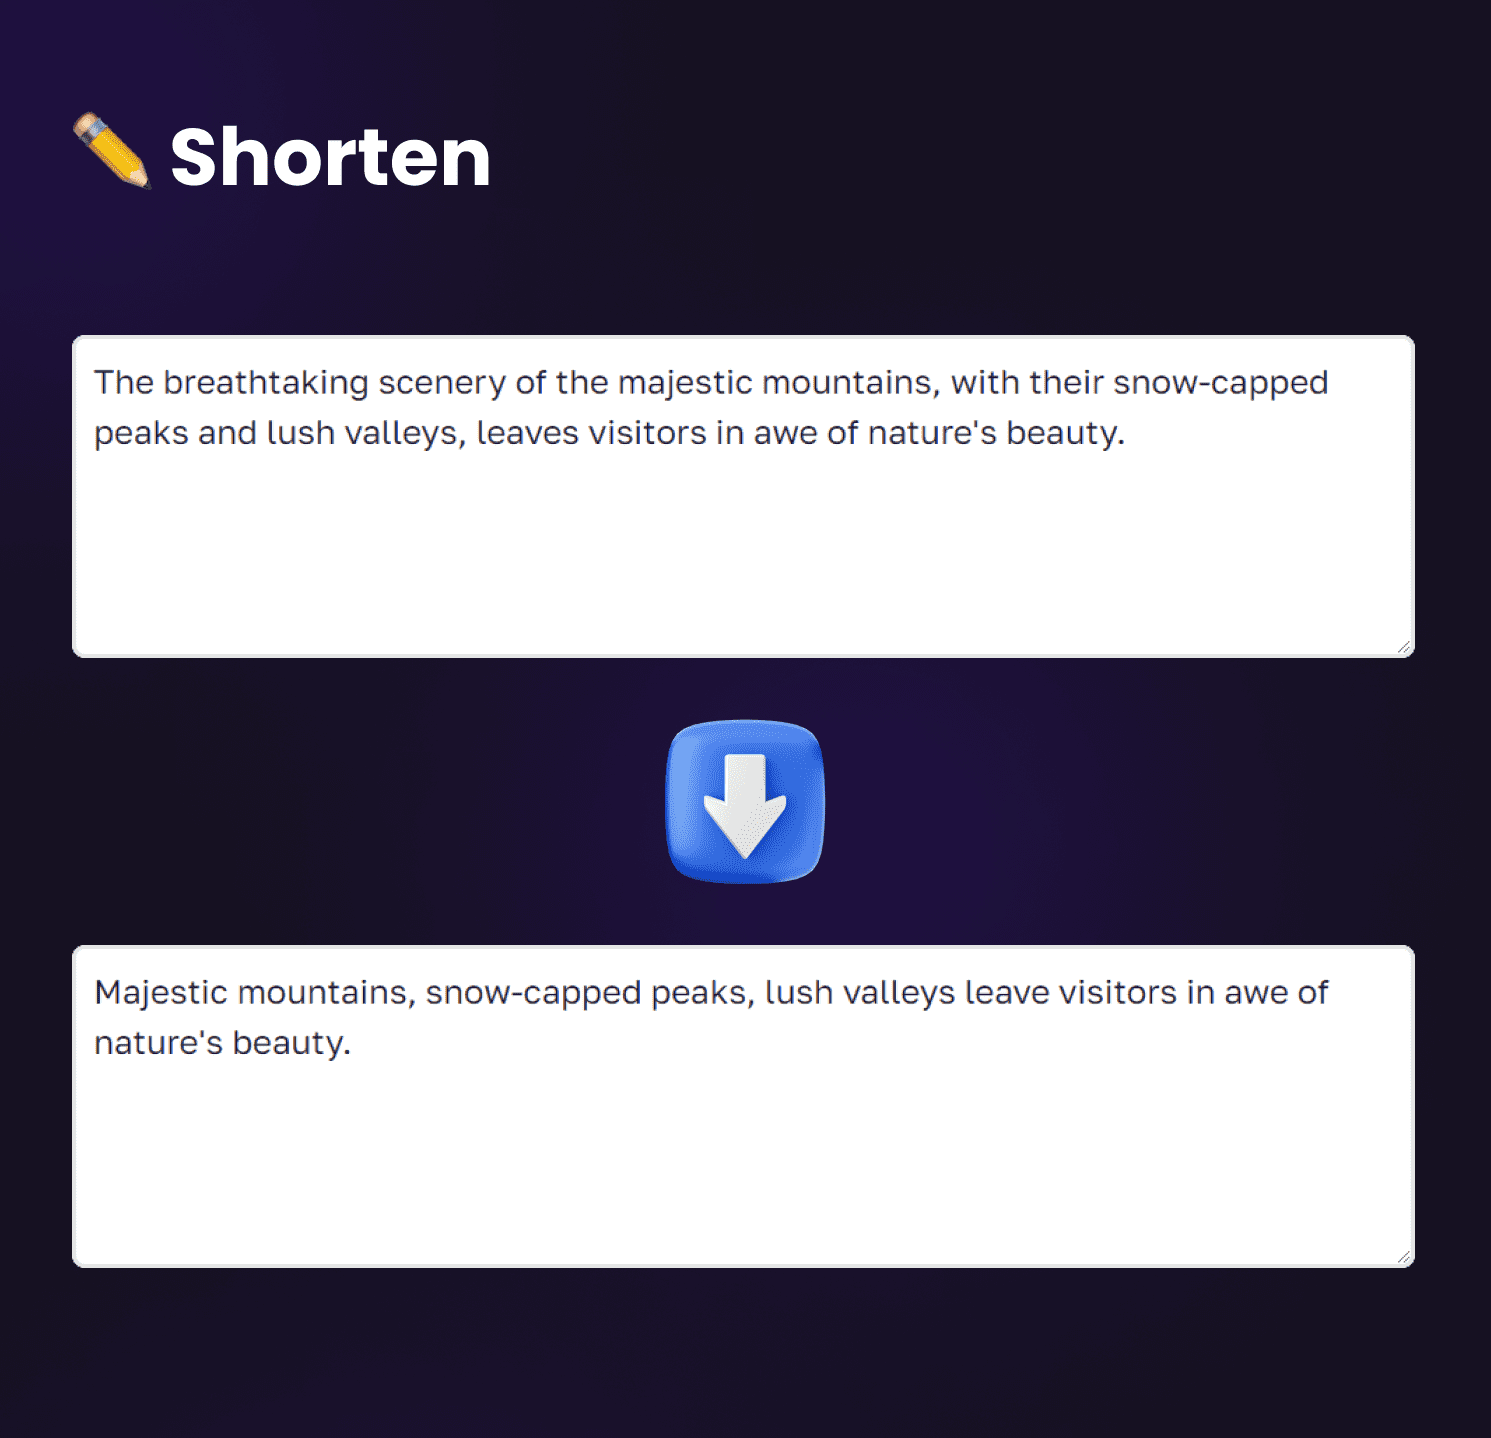 Shorten
The breathtaking scenery of the majestic mountains, with their snow-capped
peaks and lush valleys, leaves visitors in awe of nature's beauty.
Majestic mountains, snow-capped peaks, lush valleys leave visitors in awe of
nature's beauty.